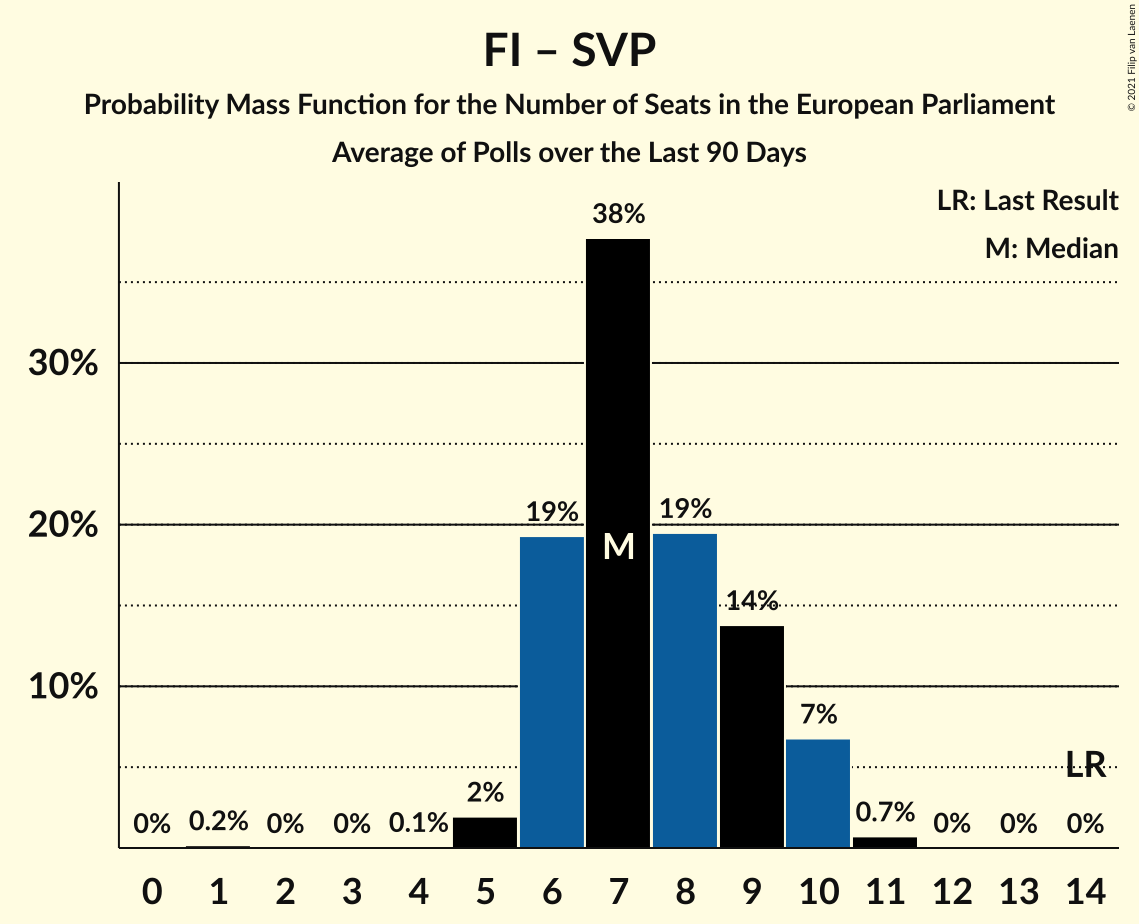 FI – SVP
Probability Mass Function for the Number of Seats in the European Parliament
Average of Polls over the Last 90 Days
© 2021 Filip van Laenen
LR: Last Result
M: Median
38%
30%
19%
19%
20%
M
14%
10%
7%
LR
2%
0%
0.2%
0%
0%
0.1%
0.7%
0%
0%
0%
0 1 2 3 4 5 6 7 8 9 10 11 12 13 14